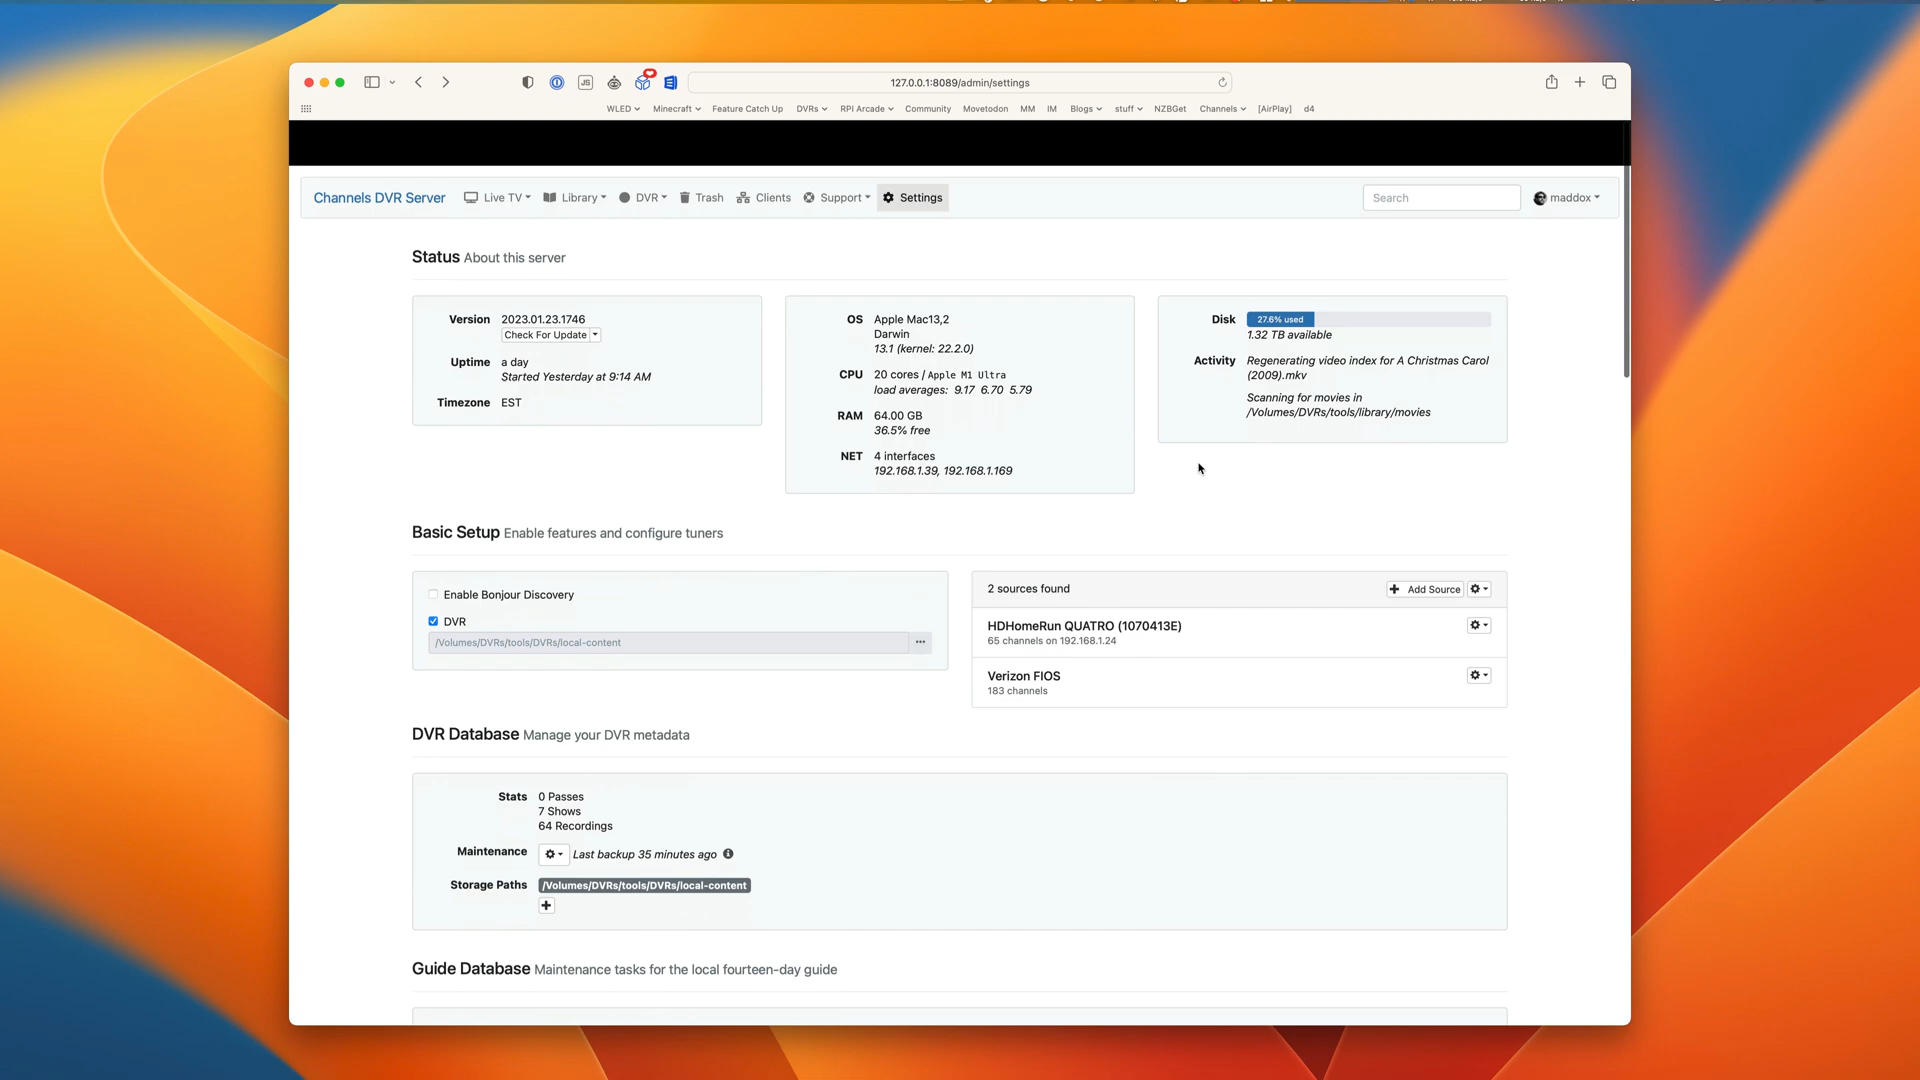 127.0.0.1:8089/admin/settings
WLED Minecraft Feature Catch Up DVRs RPI Arcade Community Movetodon MM IM Blogs stuff NZBGet Channels [AirPlay] d4
Channels DVR Server Live TV Library DVR Trash Clients Support Settings Search maddox
Status About this server
Version 2023.01.23.1746
Check For Update
Uptime a day
Started Yesterday at 9:14 AM
Timezone EST
OS Apple Mac13,2
Darwin
13.1 (kernel: 22.2.0)
CPU 20 cores / Apple M1 Ultra
load averages: 9.17 6.70 5.79
RAM 64.00 GB
36.5% free
NET 4 interfaces
192.168.1.39, 192.168.1.169
Disk 27.6% used
1.32 TB available
Activity Regenerating video index for A Christmas Carol
(2009).mkv
Scanning for movies in
/Volumes/DVRs/tools/library/movies
Basic Setup Enable features and configure tuners
Enable Bonjour Discovery
DVR
/Volumes/DVRs/tools/DVRs/local-content
2 sources found Add Source
HDHomeRun QUATRO (1070413E)
65 channels on 192.168.1.24
Verizon FIOS
183 channels
DVR Database Manage your DVR metadata
Stats 0 Passes
7 Shows
64 Recordings
Maintenance Last backup 35 minutes ago
Storage Paths /Volumes/DVRs/tools/DVRs/local-content
Guide Database Maintenance tasks for the local fourteen-day guide